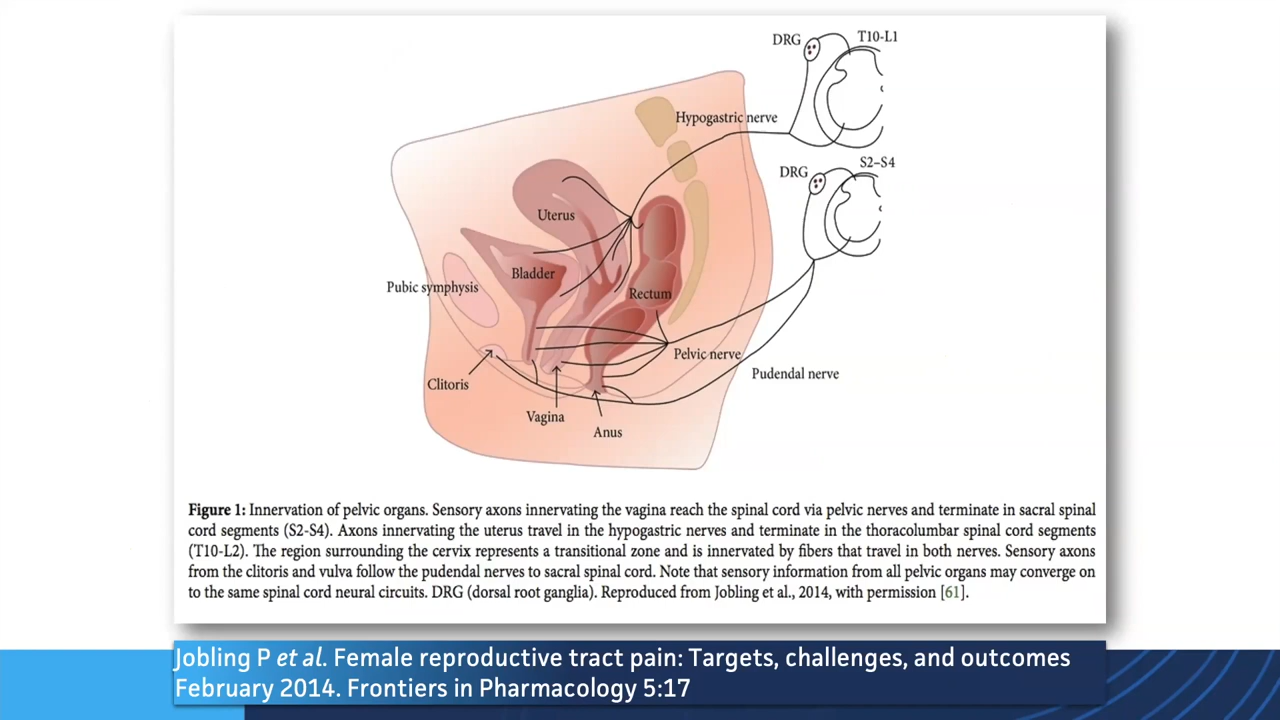 DRG
T10-L1
Hypogastric nerve
DRG
S2–S4
Uterus
Bladder
Pubic symphysis
Rectum
Pelvic nerve
Pudendal nerve
Clitoris
Vagina
Anus
Figure 1: Innervation of pelvic organs. Sensory axons innervating the vagina reach the spinal cord via pelvic nerves and terminate in sacral spinal
cord segments (S2-S4). Axons innervating the uterus travel in the hypogastric nerves and terminate in the thoracolumbar spinal cord segments
(T10-L2). The region surrounding the cervix represents a transitional zone and is innervated by fibers that travel in both nerves. Sensory axons
from the clitoris and vulva follow the pudendal nerves to sacral spinal cord. Note that sensory information from all pelvic organs may converge on
to the same spinal cord neural circuits. DRG (dorsal root ganglia). Reproduced from Jobling et al., 2014, with permission [61].
Jobling P et al. Female reproductive tract pain: Targets, challenges, and outcomes
February 2014. Frontiers in Pharmacology 5:17